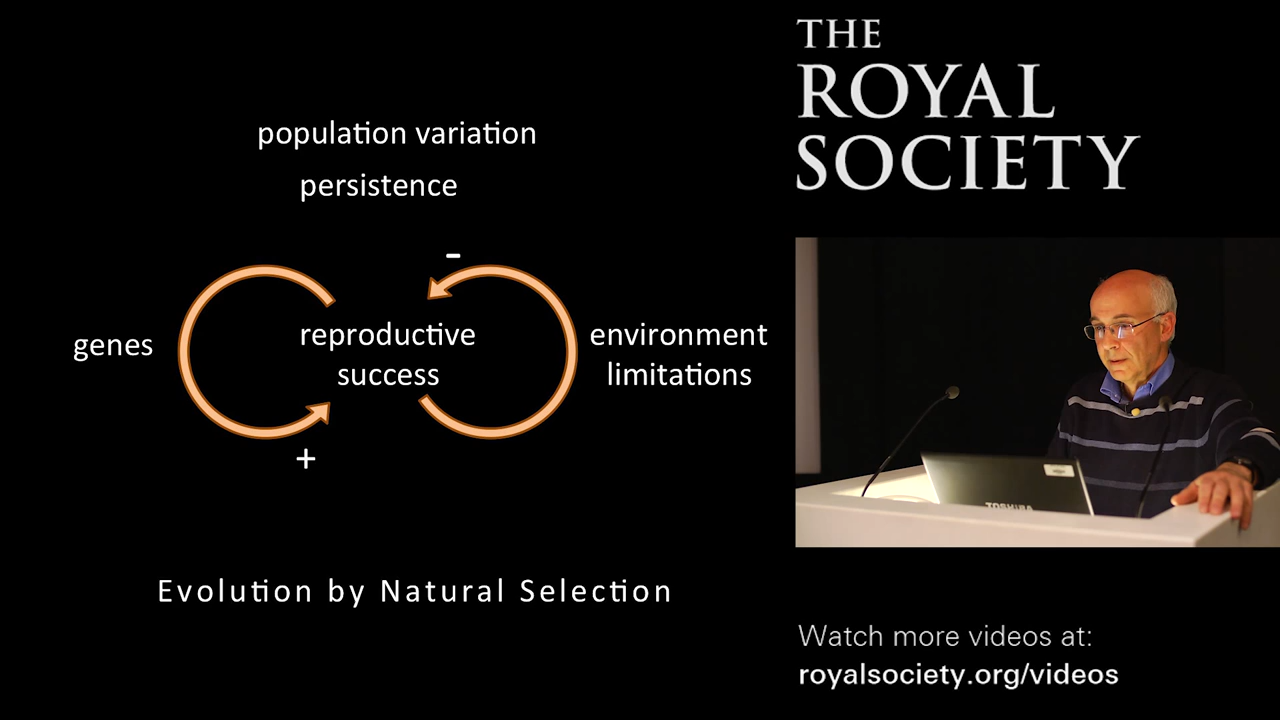 population variation
persistence
-
genes
reproductive
success
environment
limitations
+
Evolution by Natural Selection
THE
ROYAL
SOCIETY
TOSHIBA
Watch more videos at:
royalsociety.org/videos